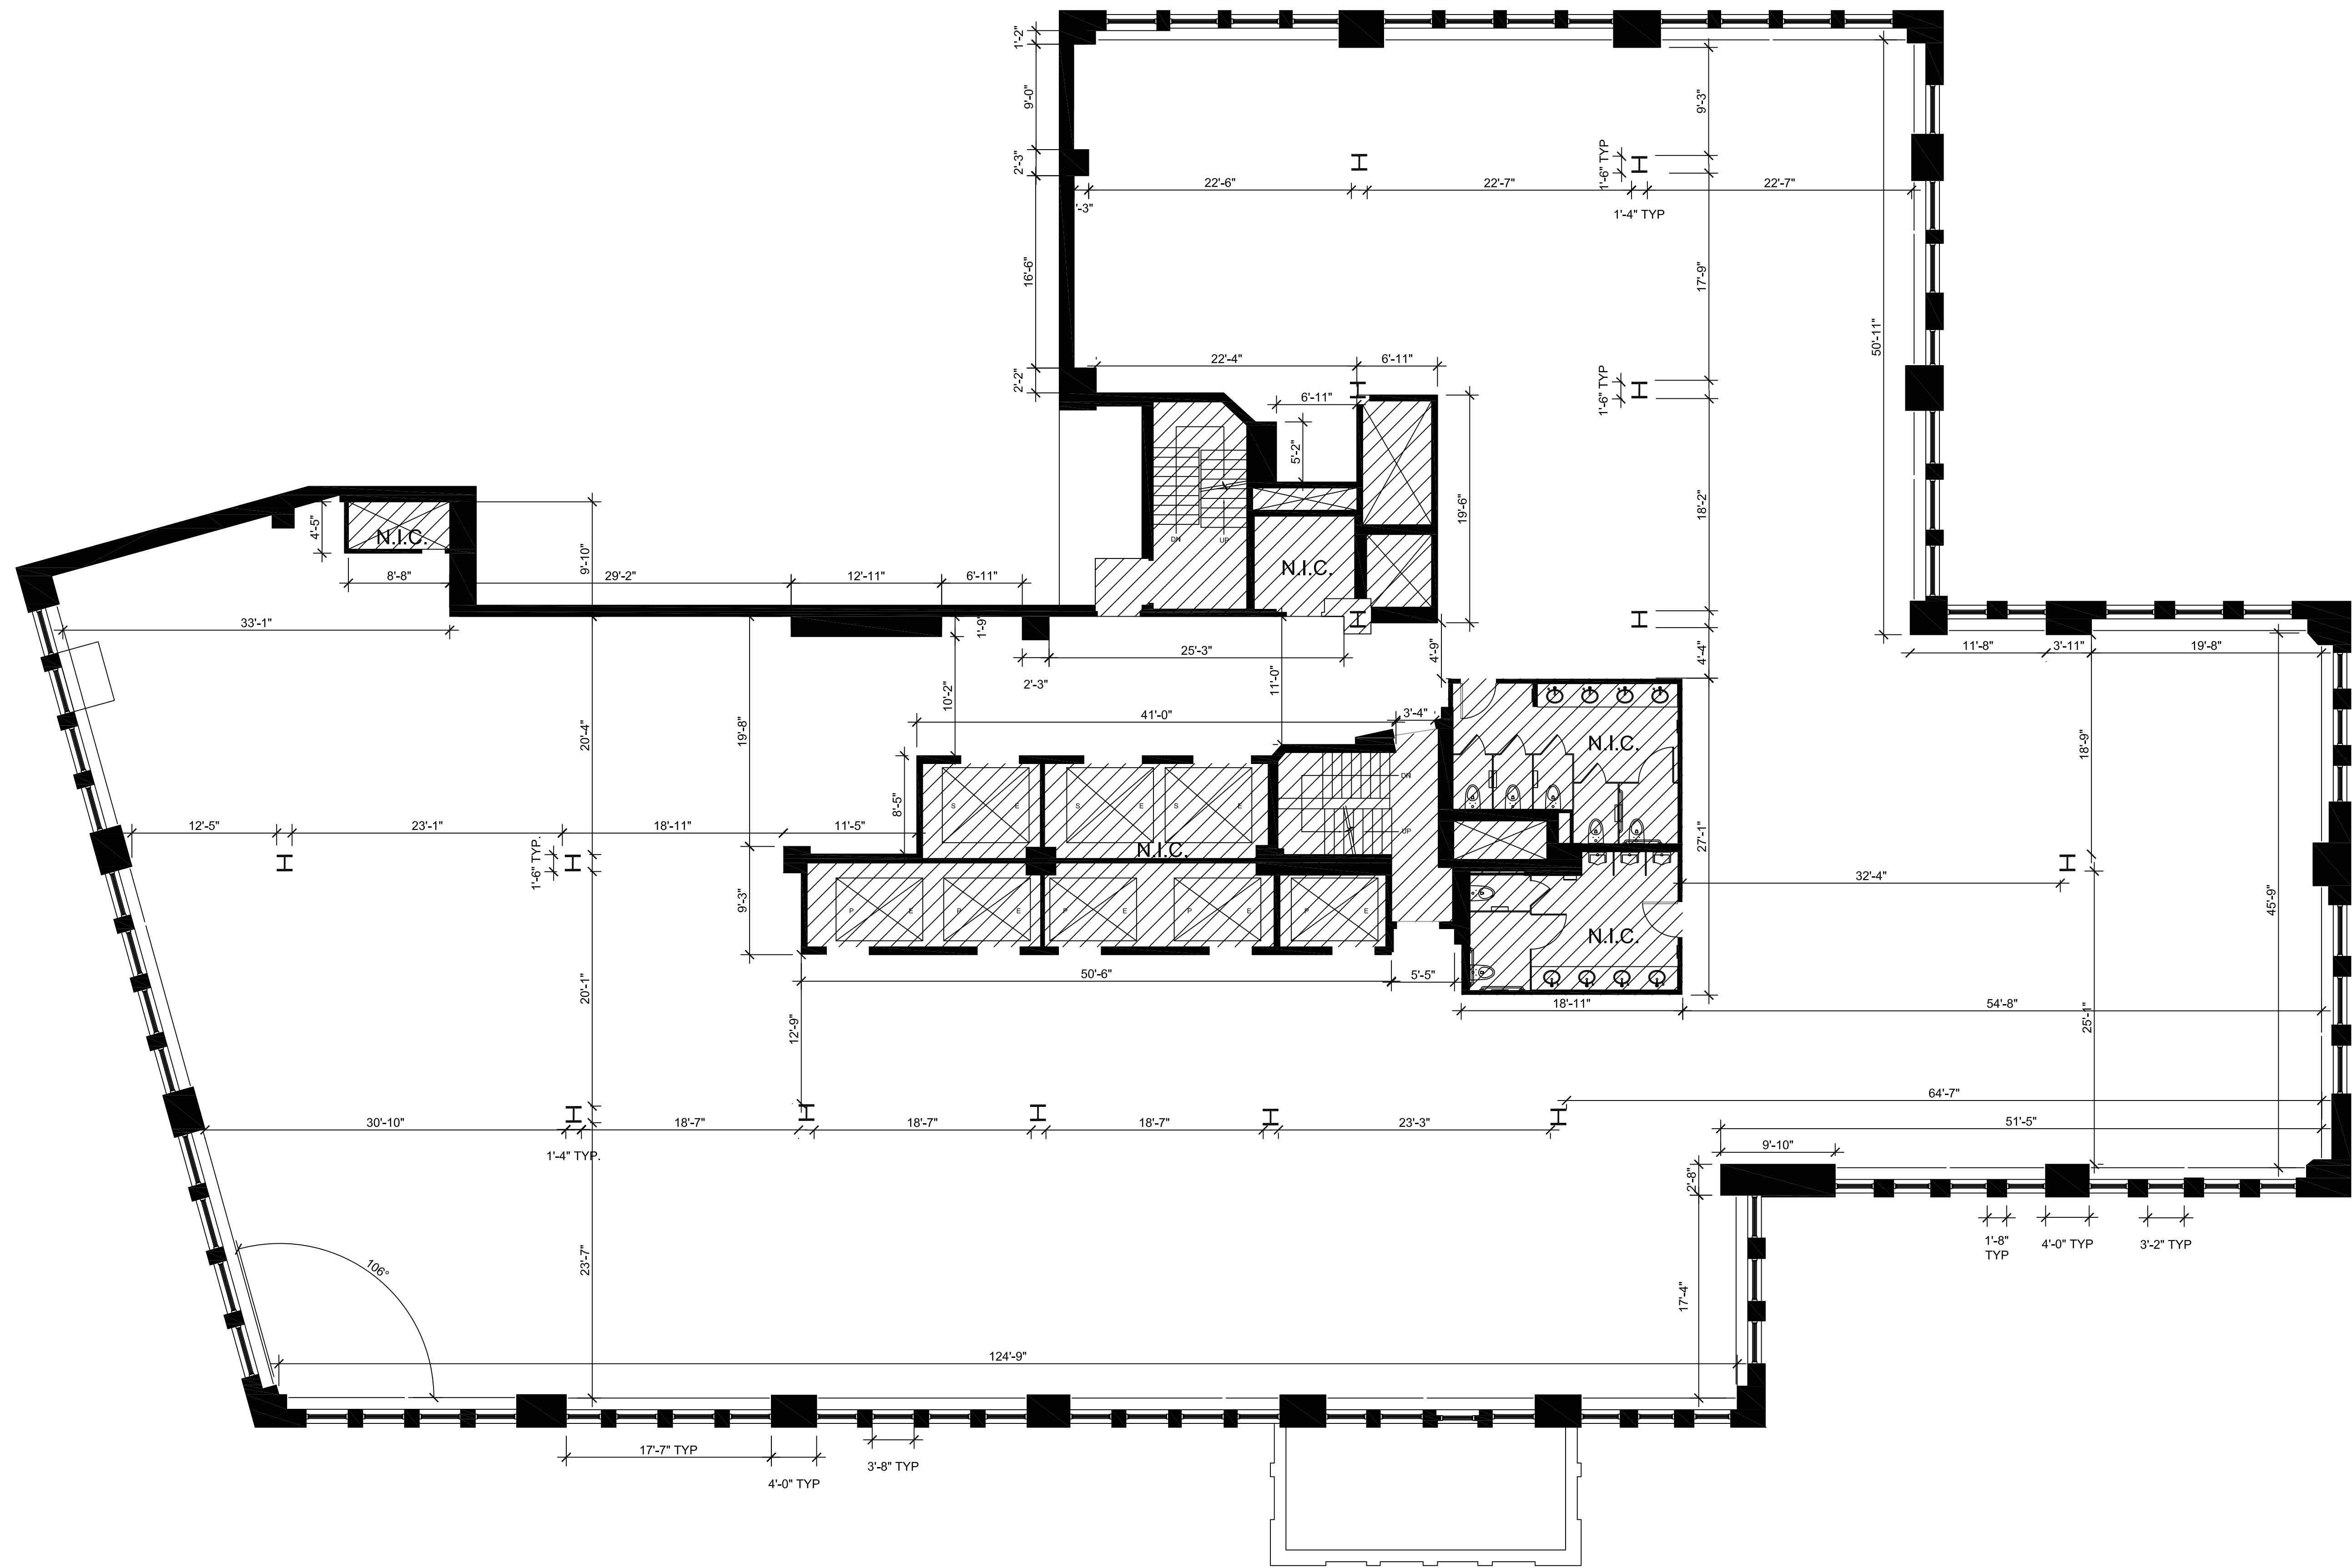 1'-2"
9'-0"
9'-3"
2'-3"
1'-6" TYP
22'-6"
22'-7"
22'-7"
'-3"
1'-4" TYP
16'-6"
17'-9"
50'-11"
22'-4"
6'-11"
2'-2"
1'-6" TYP
6'-11"
5'-2"
19'-6"
18'-2"
4'-5"
N.I.C.
DN
UP
9'-10"
N.I.C.
8'-8"
29'-2"
12'-11"
6'-11"
33'-1"
1'-9"
25'-3"
4'-9"
4'-4"
11'-8"
3'-11"
19'-8"
2'-3"
11'-0"
10'-2"
41'-0"
3'-4"
20'-4"
19'-8"
N.I.C.
18'-9"
DN
8'-5"
S
E
S
E
S
E
12'-5"
23'-1"
18'-11"
11'-5"
UP
27'-1"
N.I.C.
1'-6" TYP.
32'-4"
9'-3"
45'-9"
P
E
P
E
P
E
P
E
P
E
N.I.C.
50'-6"
5'-5"
20'-1"
18'-11"
54'-8"
12'-9"
25'-1"
64'-7"
30'-10"
18'-7"
18'-7"
18'-7"
23'-3"
51'-5"
1'-4" TYP.
9'-10"
2'-8"
1'-8"
TYP
4'-0" TYP
3'-2" TYP
106°
23'-7"
17'-4"
124'-9"
17'-7" TYP
3'-8" TYP
4'-0" TYP